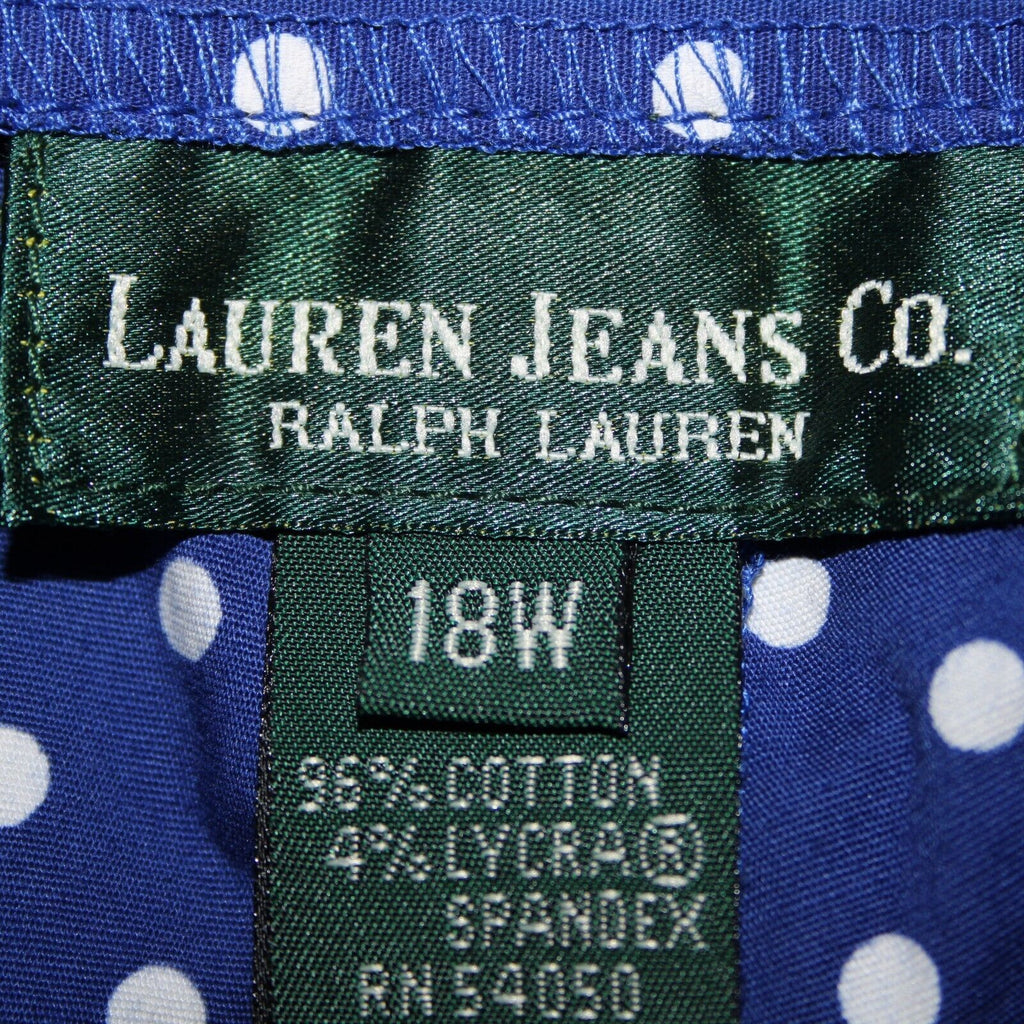 LAUREN JEANS CO.
RALPH LAUREN
18W
96% COTTON
4% LYCRA®
SPANDEX
RN 54050